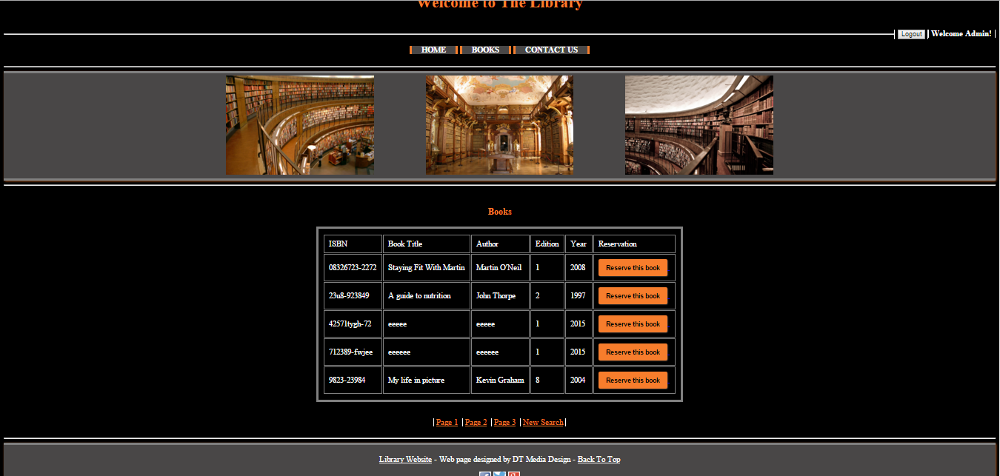 Welcome to The Library
Logout | Welcome Admin! |
HOME BOOKS CONTACT US
Books
ISBN Book Title Author Edition Year Reservation
08326723-2272 Staying Fit With Martin Martin O'Neil 1 2008 Reserve this book
23u8-923849 A guide to nutrition John Thorpe 2 1997 Reserve this book
42571tygh-72 eeeee eeeee 1 2015 Reserve this book
712389-fwjee eeeeee eeeeee 1 2015 Reserve this book
9823-23984 My life in picture Kevin Graham 8 2004 Reserve this book
| Page 1 | Page 2 | Page 3 | New Search |
Library Website - Web page designed by DT Media Design - Back To Top